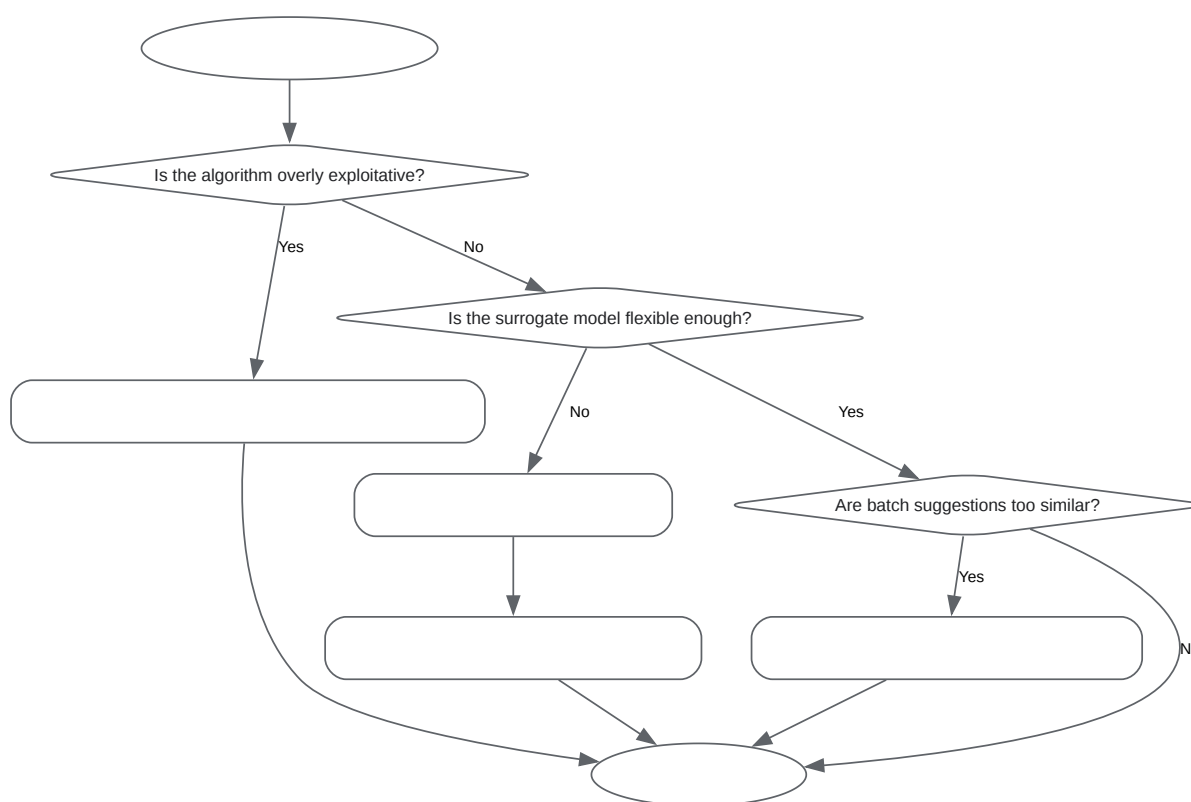 Is the algorithm overly exploitative?
Yes
No
Is the surrogate model flexible enough?
No
Yes
Are batch suggestions too similar?
Yes
N